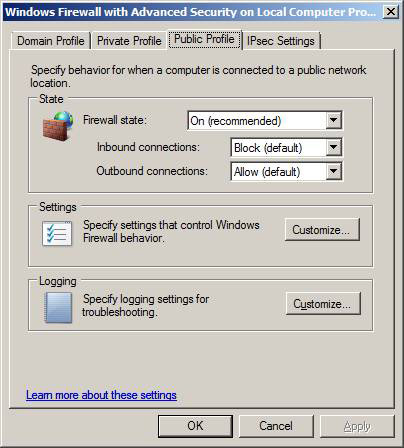 Windows Firewall with Advanced Security on Local Computer Pro...
Domain Profile Private Profile Public Profile IPsec Settings
Specify behavior for when a computer is connected to a public network
location.
State
Firewall state: On (recommended)
Inbound connections: Block (default)
Outbound connections: Allow (default)
Settings
Specify settings that control Windows
Firewall behavior.
Customize...
Logging
Specify logging settings for
troubleshooting.
Customize...
Learn more about these settings
OK Cancel Apply